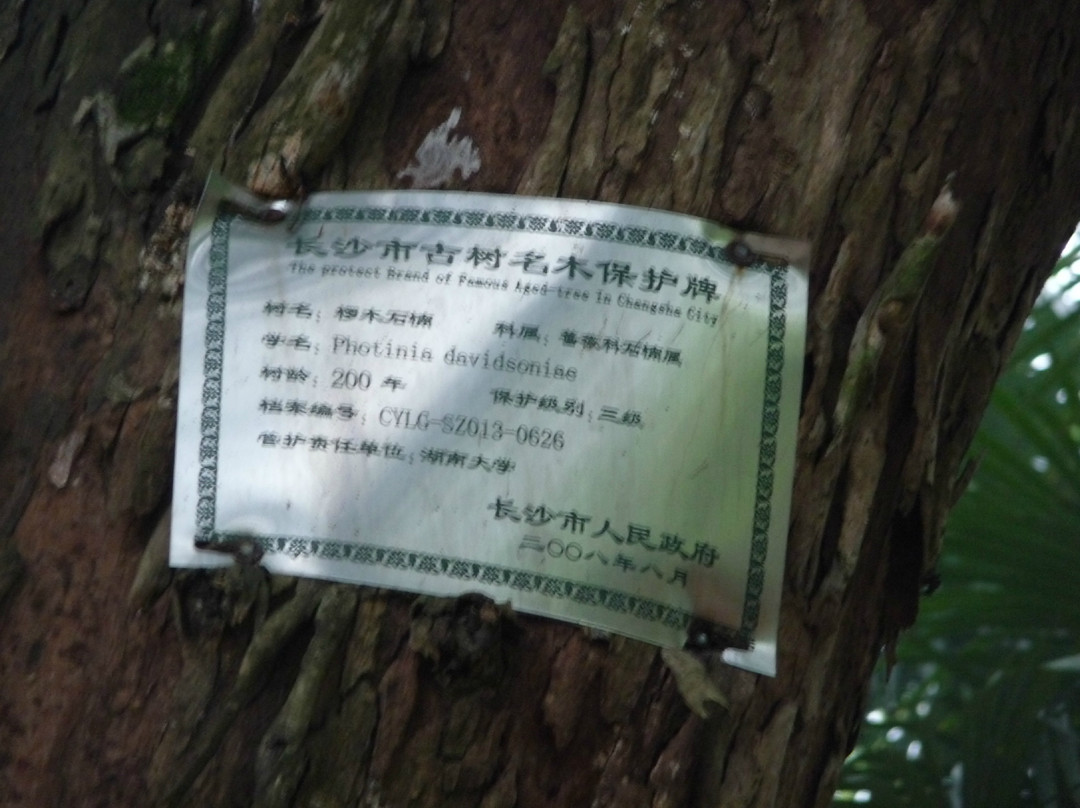 长沙市古树名木保护牌
The protect Brand of Famous Aged-tree in Changsha City
树名：椤木石楠 科属：蔷薇科石楠属
学名：Photinia davidsoniae
树龄：200 年 保护级别：三级
档案编号：CYLG-SZ013-0626
管护责任单位：湖南大学
长沙市人民政府
二〇〇八年八月